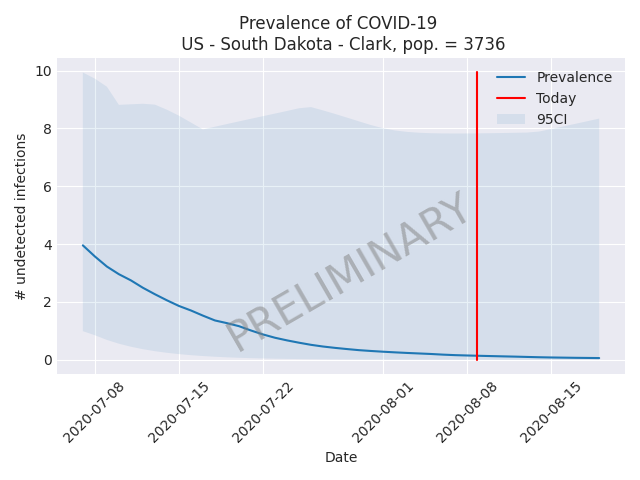 Prevalence of COVID-19
US - South Dakota - Clark, pop. = 3736
# undetected infections
10
8
6
4
2
0
Prevalence
Today
95CI
PRELIMINARY
2020-07-08
2020-07-15
2020-07-22
2020-08-01
2020-08-08
2020-08-15
Date